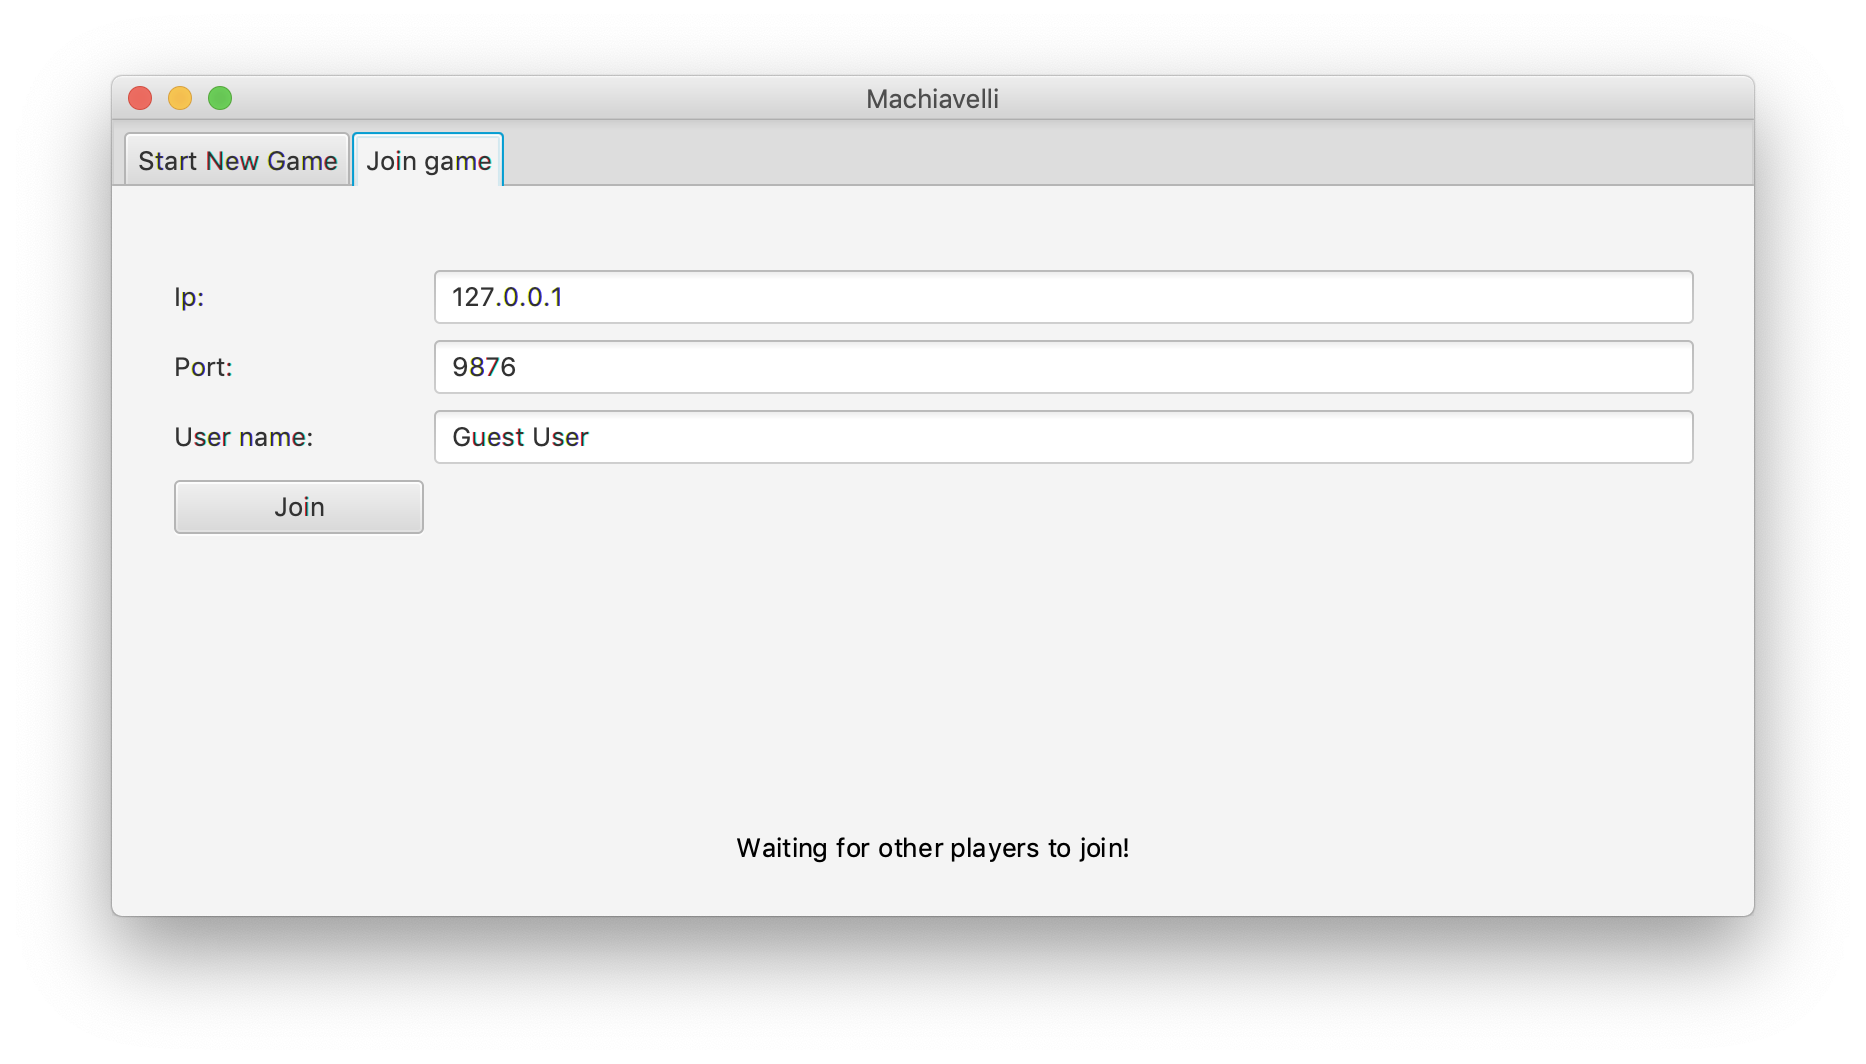 Machiavelli
Start New Game Join game
Ip: 127.0.0.1
Port: 9876
User name: Guest User
Join
Waiting for other players to join!